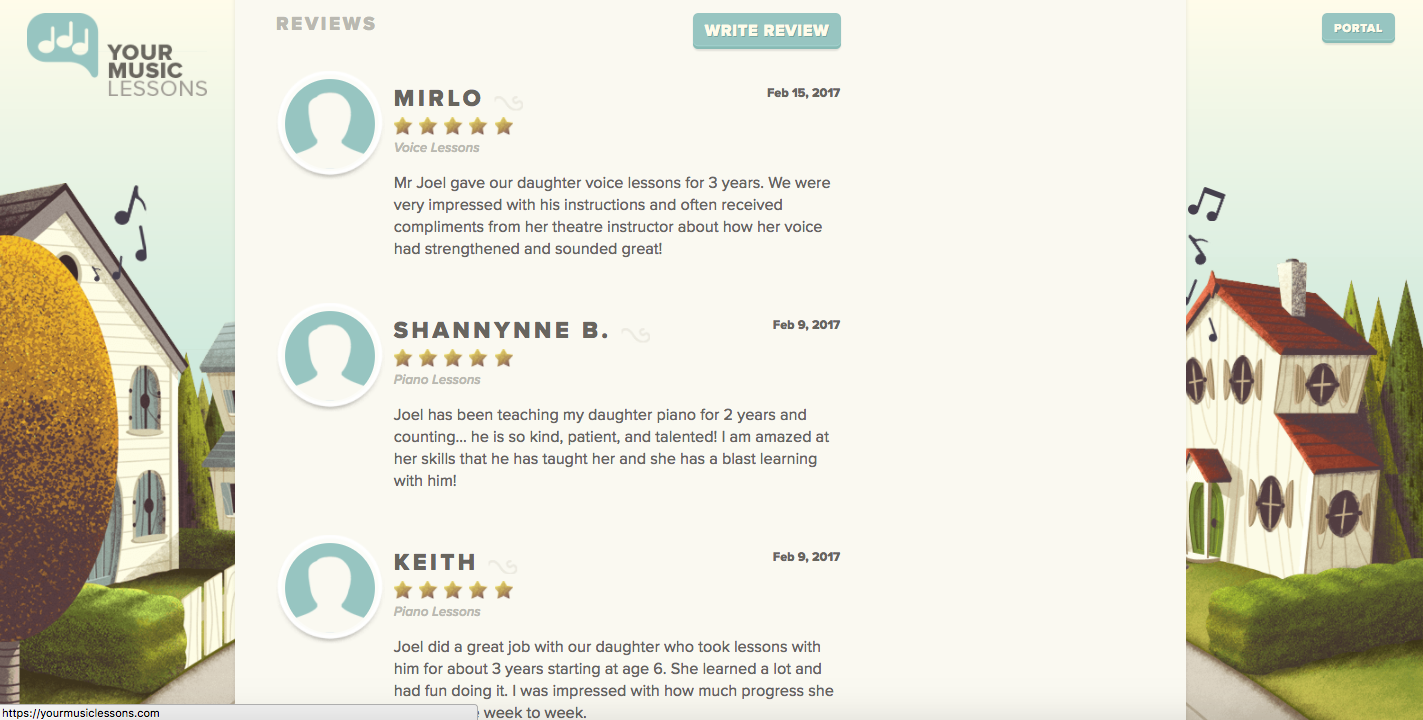 YOUR
MUSIC
LESSONS
REVIEWS
WRITE REVIEW
PORTAL
MIRLO
Feb 15, 2017
Voice Lessons
Mr Joel gave our daughter voice lessons for 3 years. We were
very impressed with his instructions and often received
compliments from her theatre instructor about how her voice
had strengthened and sounded great!
SHANNYNNE B.
Feb 9, 2017
Piano Lessons
Joel has been teaching my daughter piano for 2 years and
counting... he is so kind, patient, and talented! I am amazed at
her skills that he has taught her and she has a blast learning
with him!
KEITH
Feb 9, 2017
Piano Lessons
Joel did a great job with our daughter who took lessons with
him for about 3 years starting at age 6. She learned a lot and
had fun doing it. I was impressed with how much progress she
week to week.
https://yourmusiclessons.com